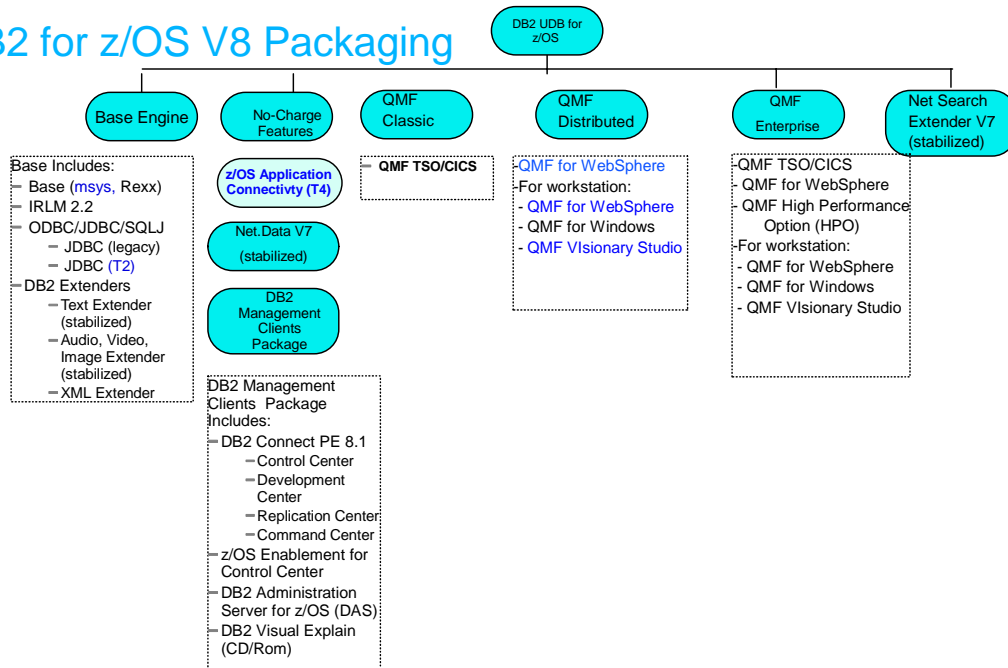 B2 for z/OS V8 Packaging
DB2 UDB for
z/OS
Base Engine
No-Charge
Features
QMF
Classic
QMF
Distributed
QMF
Enterprise
Net Search
Extender V7
(stabilized)
Base Includes:
– Base (msys, Rexx)
– IRLM 2.2
– ODBC/JDBC/SQLJ
– JDBC (legacy)
– JDBC (T2)
– DB2 Extenders
– Text Extender
(stabilized)
– Audio, Video,
Image Extender
(stabilized)
– XML Extender
z/OS Application
Connectivty (T4)
Net.Data V7
(stabilized)
DB2
Management
Clients
Package
DB2 Management
Clients Package
Includes:
– DB2 Connect PE 8.1
– Control Center
– Development
Center
– Replication Center
– Command Center
– z/OS Enablement for
Control Center
– DB2 Administration
Server for z/OS (DAS)
– DB2 Visual Explain
(CD/Rom)
– QMF TSO/CICS
-QMF for WebSphere
-For workstation:
- QMF for WebSphere
- QMF for Windows
- QMF VIsionary Studio
-QMF TSO/CICS
- QMF for WebSphere
- QMF High Performance
Option (HPO)
-For workstation:
- QMF for WebSphere
- QMF for Windows
- QMF VIsionary Studio